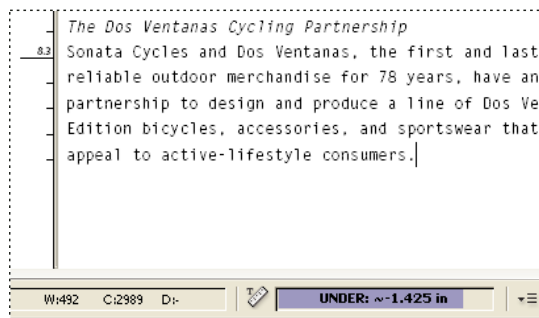 The Dos Ventanas Cycling Partnership
8.3 Sonata Cycles and Dos Ventanas, the first and last
reliable outdoor merchandise for 78 years, have an
partnership to design and produce a line of Dos Ve
Edition bicycles, accessories, and sportswear that
appeal to active-lifestyle consumers.
W:492 C:2989 D:- T UNDER: ~-1.425 in